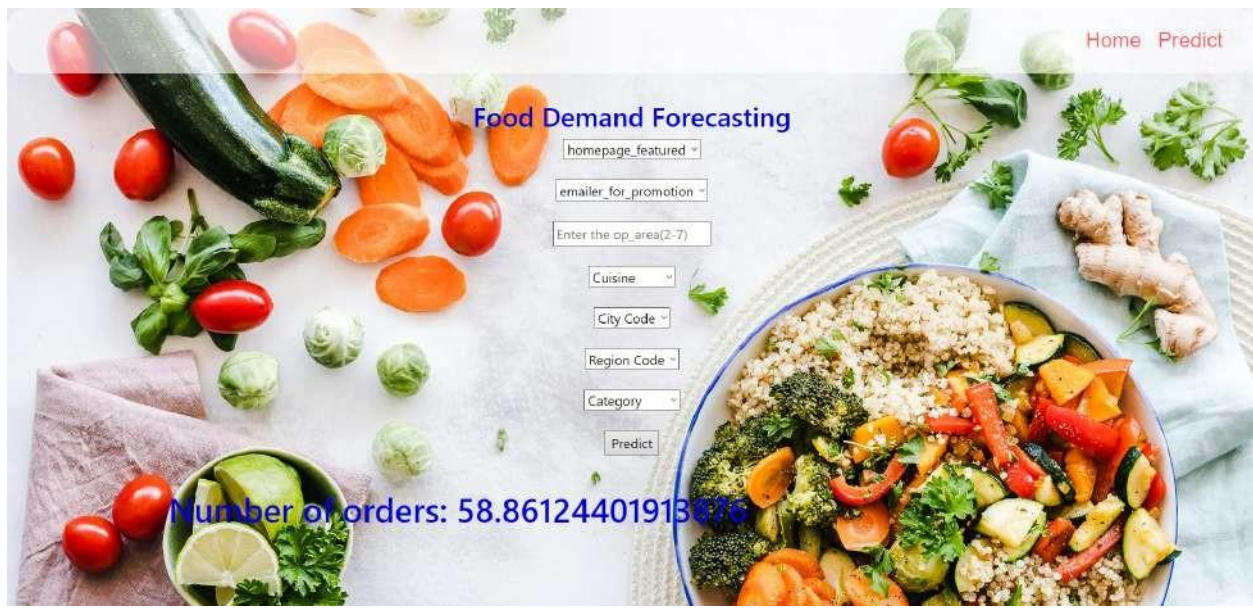 Home Predict
Food Demand Forecasting
homepage_featured
emailer_for_promotion
Enter the op_area(2-7)
Cuisine
City Code
Region Code
Category
Predict
Number of orders: 58.86124401913876